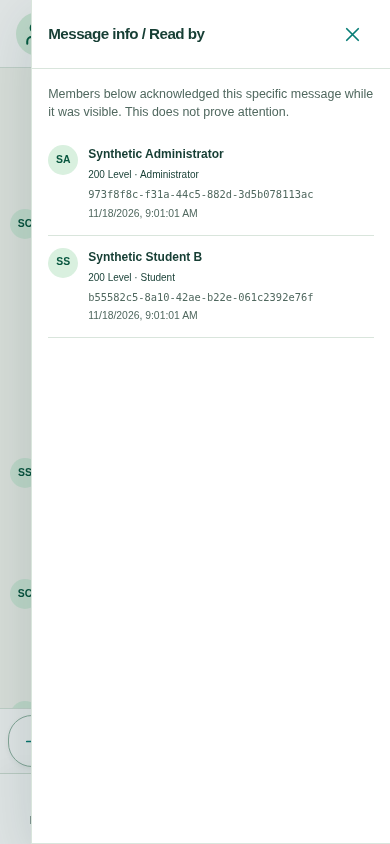 Message info / Read by
Members below acknowledged this specific message while
it was visible. This does not prove attention.
SA
Synthetic Administrator
200 Level · Administrator
973f8f8c-f31a-44c5-882d-3d5b078113ac
11/18/2026, 9:01:01 AM
SS
Synthetic Student B
200 Level · Student
b55582c5-8a10-42ae-b22e-061c2392e76f
11/18/2026, 9:01:01 AM
SS